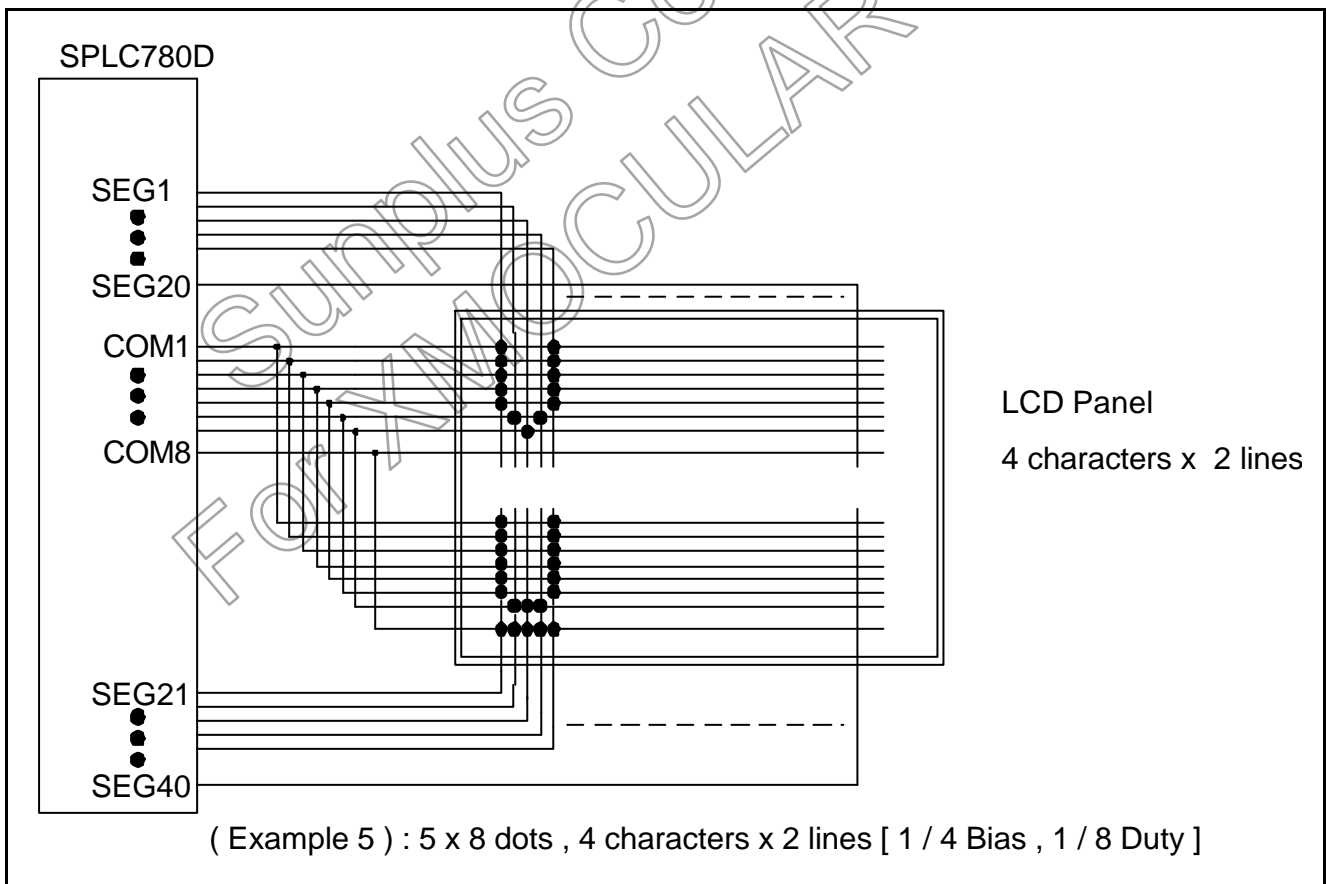 SPLC780D
SEG1
SEG20
COM1
COM8
LCD Panel
4 characters x 2 lines
SEG21
SEG40
( Example 5 ) : 5 x 8 dots , 4 characters x 2 lines [ 1 / 4 Bias , 1 / 8 Duty ]
Sunplus
For XMOCULAR